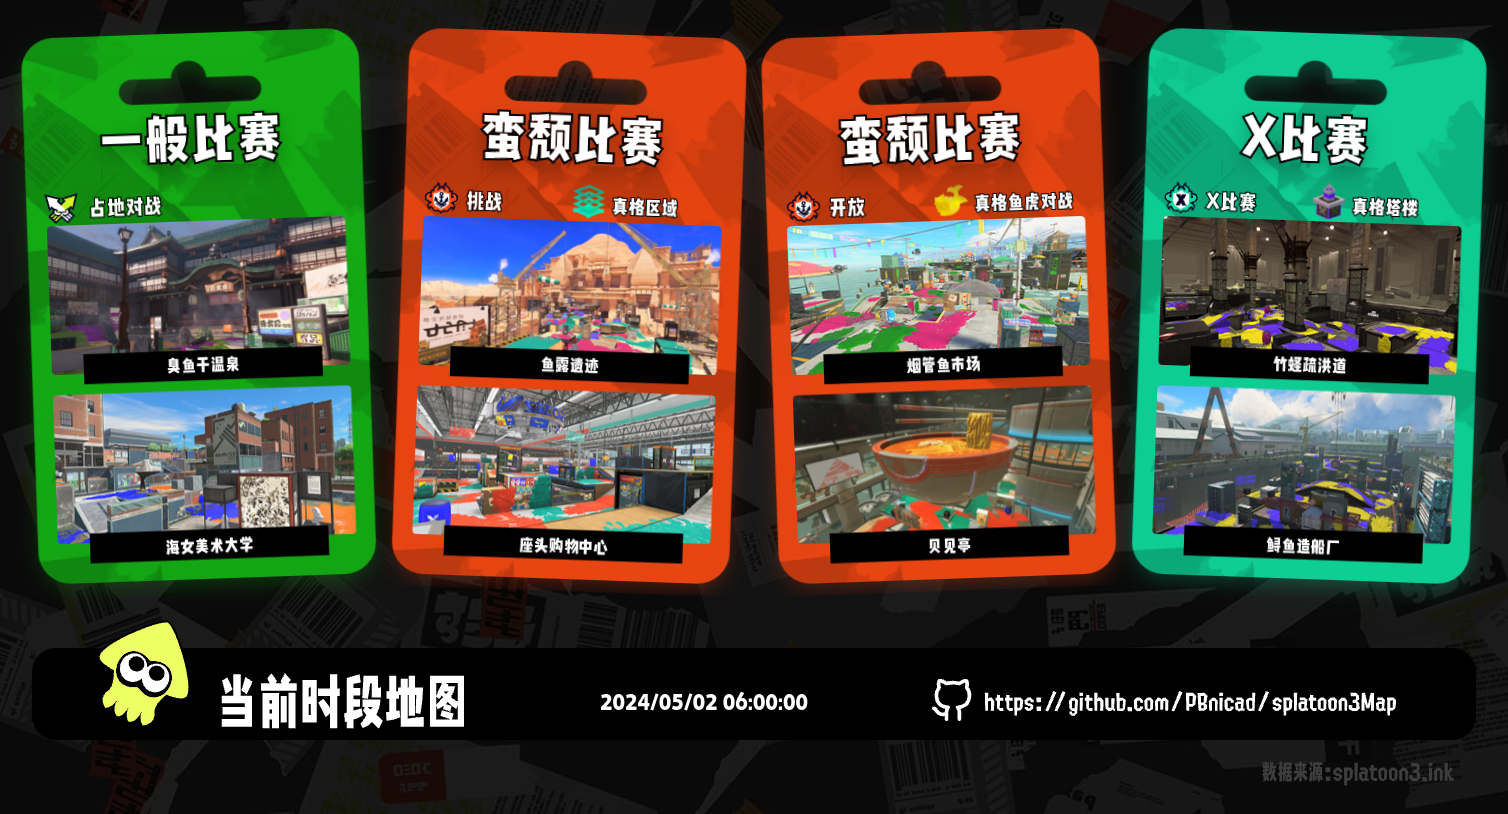 一般比赛
占地对战
臭鱼干温泉
海女美术大学
蛮颓比赛
挑战
真格区域
鱼露遗迹
座头购物中心
蛮颓比赛
开放
真格鱼虎对战
烟管鱼市场
贝贝亭
X比赛
X比赛
真格塔楼
竹蛏疏洪道
鲟鱼造船厂
当前时段地图
2024/05/02 06:00:00
https://github.com/PBnicad/splatoon3Map
数据来源:splatoon3.ink